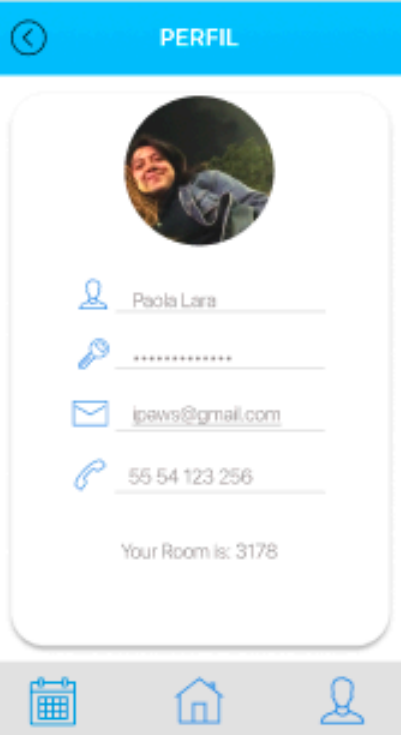 PERFIL
Paola Lara
•••••••••••••
ipaws@gmail.com
55 54 123 256
Your Room is: 3178